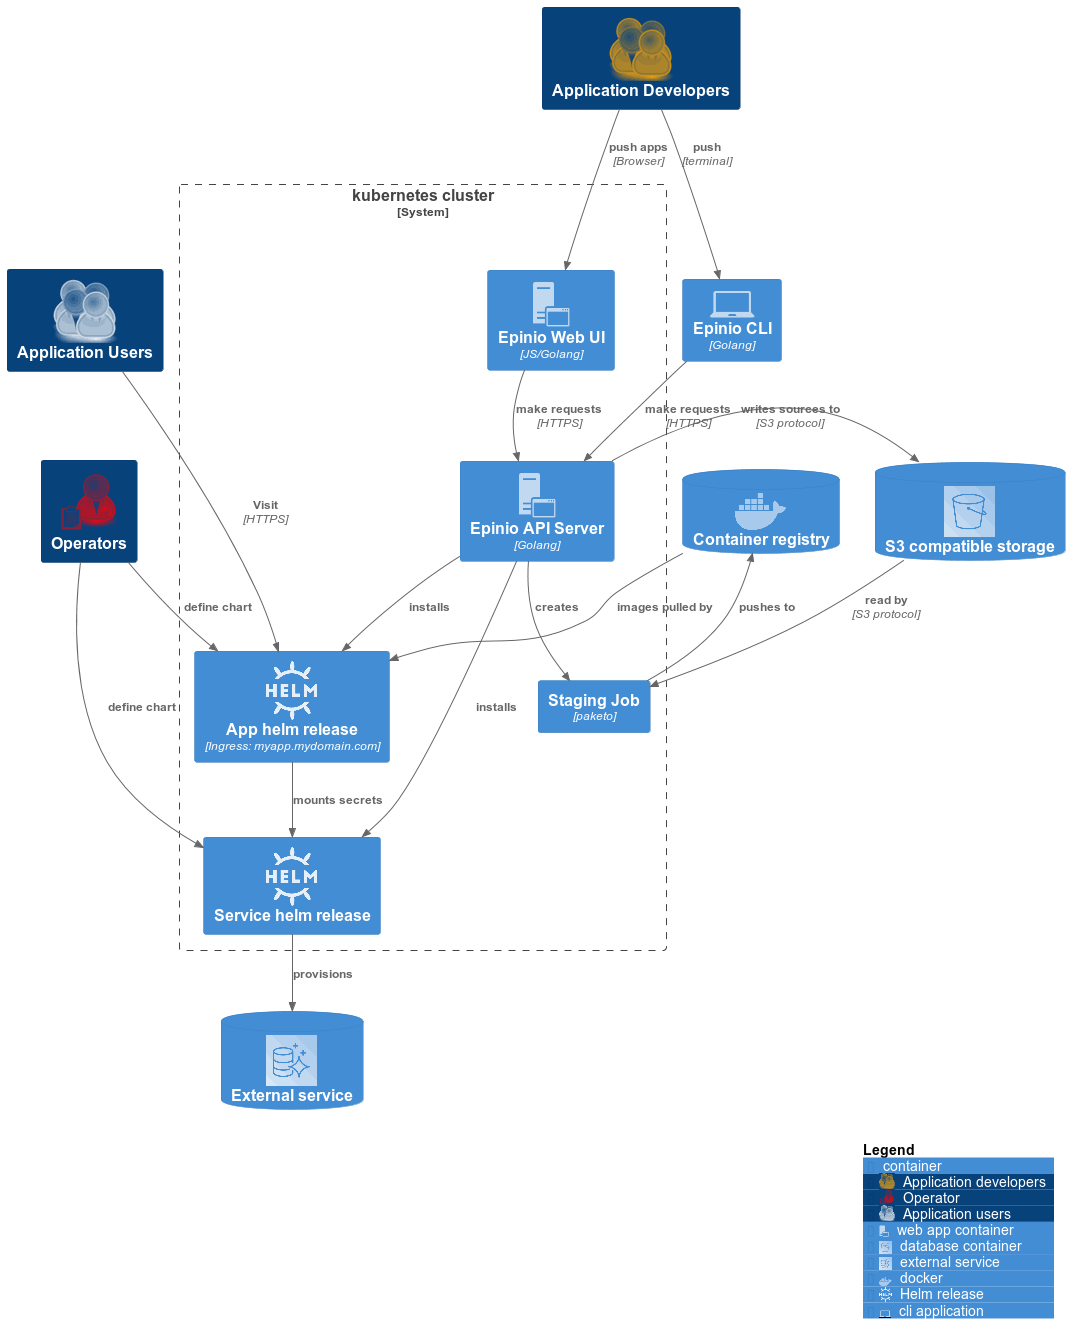 Application Developers
push apps
[Browser]
push
[terminal]
kubernetes cluster
[System]
Application Users
Epinio Web UI
[JS/Golang]
Epinio CLI
[Golang]
make requests
[HTTPS]
make requests
[HTTPS]
writes sources to
[S3 protocol]
Visit
[HTTPS]
Operators
Epinio API Server
[Golang]
Container registry
S3 compatible storage
define chart
installs
creates
images pulled by
pushes to
read by
[S3 protocol]
HELM
App helm release
[Ingress: myapp.mydomain.com]
Staging Job
[paketo]
define chart
installs
mounts secrets
HELM
Service helm release
provisions
External service
Legend
container
Application developers
Operator
Application users
web app container
database container
external service
docker
HELM
Helm release
cli application